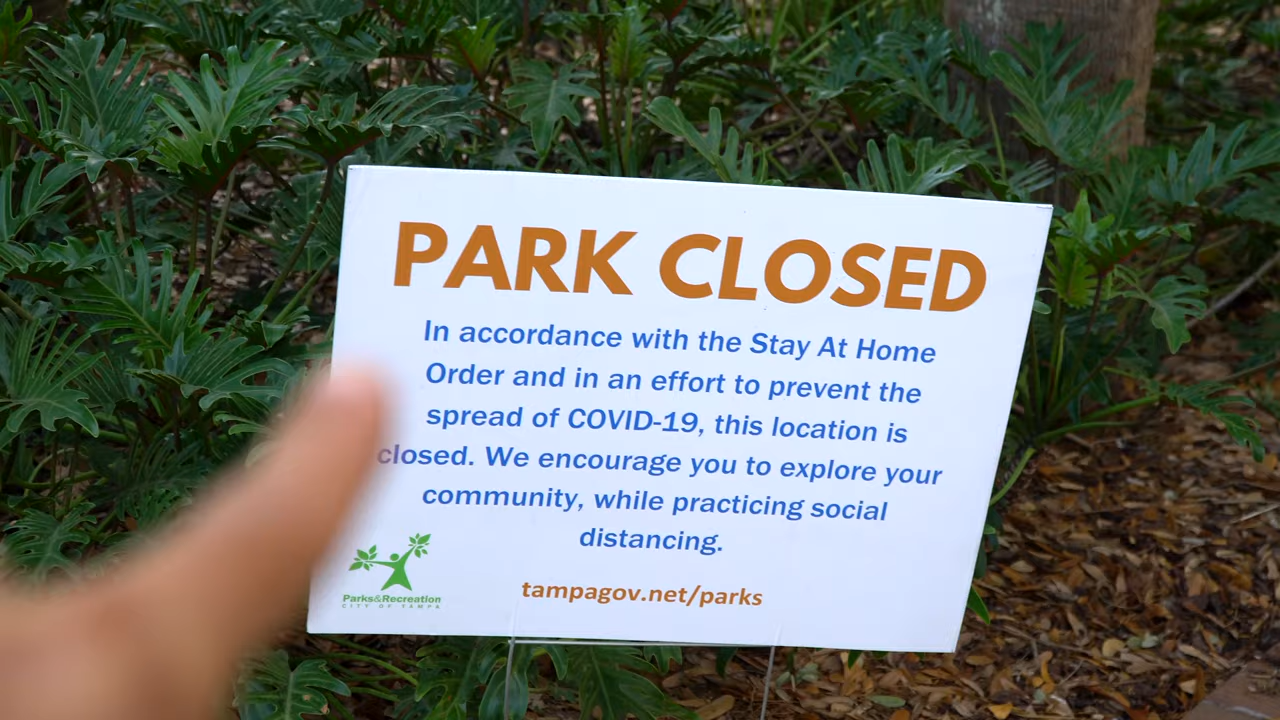 PARK CLOSED
In accordance with the Stay At Home
Order and in an effort to prevent the
spread of COVID-19, this location is
closed. We encourage you to explore your
community, while practicing social
distancing.
Parks&Recreation
CITY OF TAMPA
tampagov.net/parks